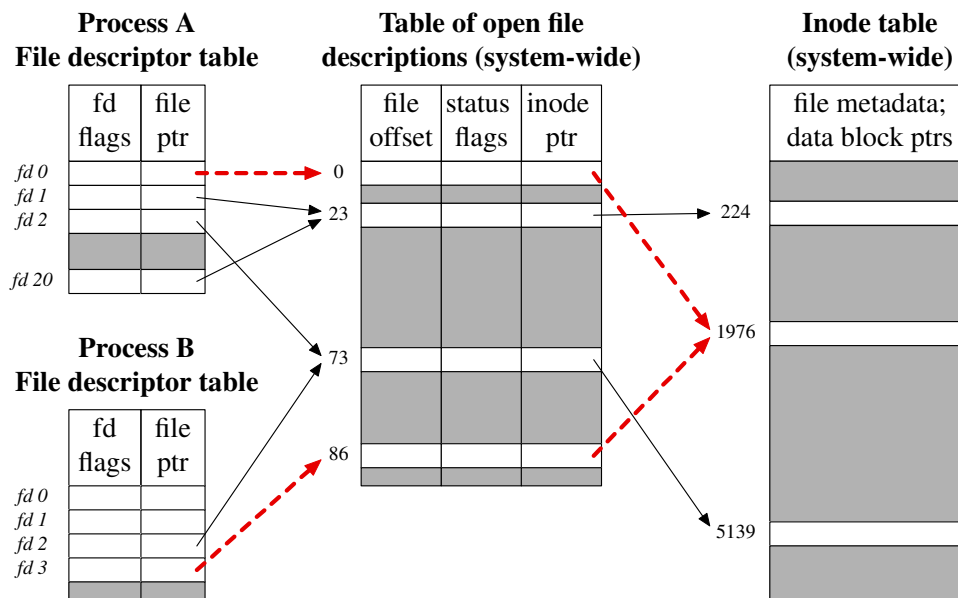 Process A
File descriptor table
fd
flags
file
ptr
fd 0
fd 1
fd 2
fd 20
Process B
File descriptor table
fd
flags
file
ptr
fd 0
fd 1
fd 2
fd 3
Table of open file
descriptions (system-wide)
file
offset
status
flags
inode
ptr
0
23
73
86
Inode table
(system-wide)
file metadata;
data block ptrs
224
1976
5139